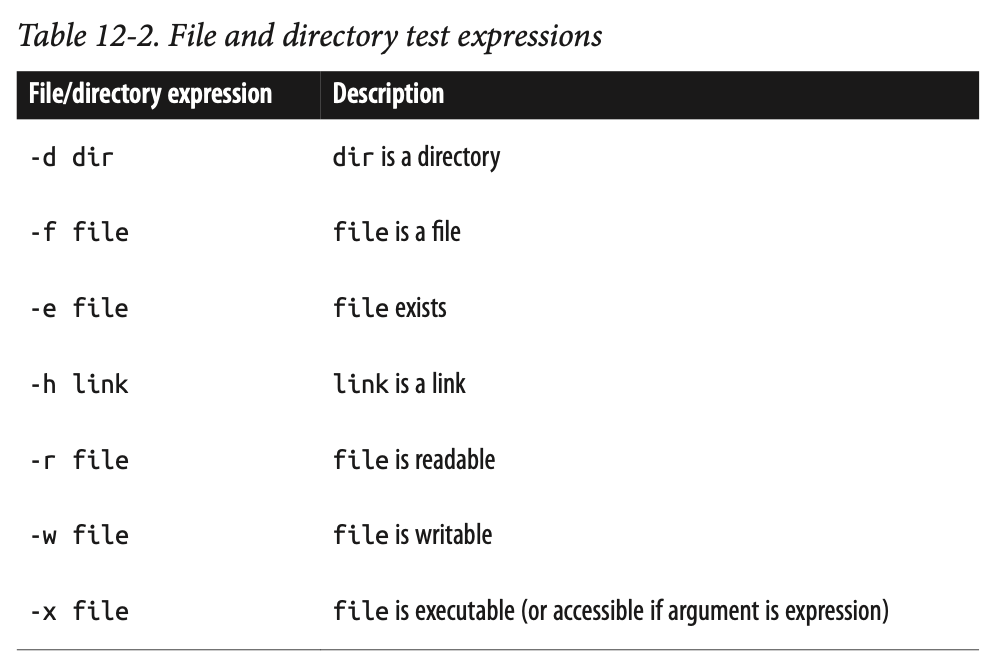 Table 12-2. File and directory test expressions
File/directory expression Description
-d dir dir is a directory
-f file file is a file
-e file file exists
-h link link is a link
-r file file is readable
-w file file is writable
-x file file is executable (or accessible if argument is expression)